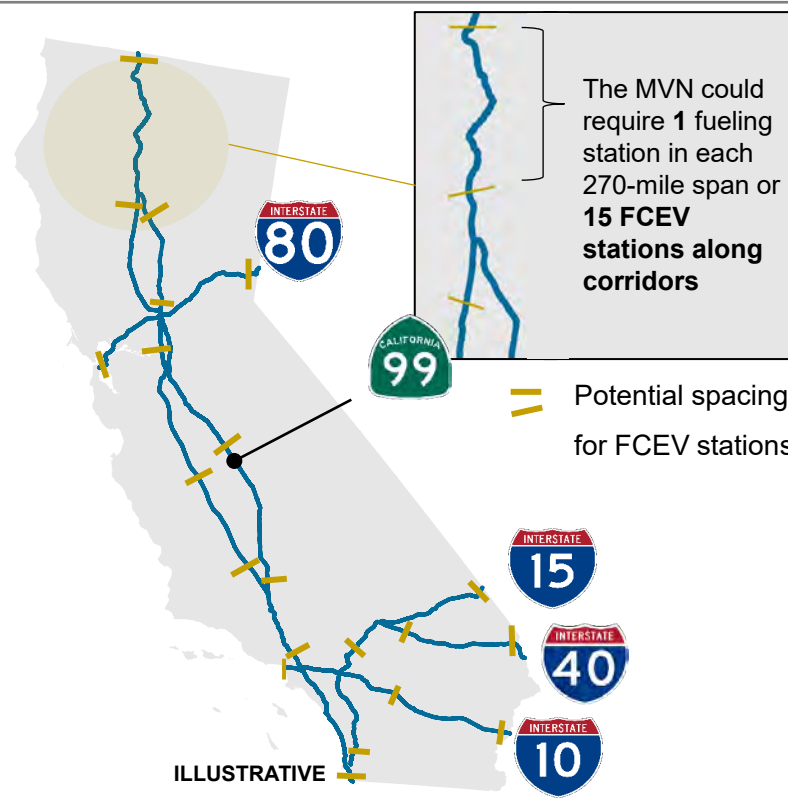 The MVN could
require 1 fueling
station in each
270-mile span or
15 FCEV
stations along
corridors
INTERSTATE
80
CALIFORNIA
99
Potential spacing
for FCEV stations
INTERSTATE
15
INTERSTATE
40
INTERSTATE
10
ILLUSTRATIVE